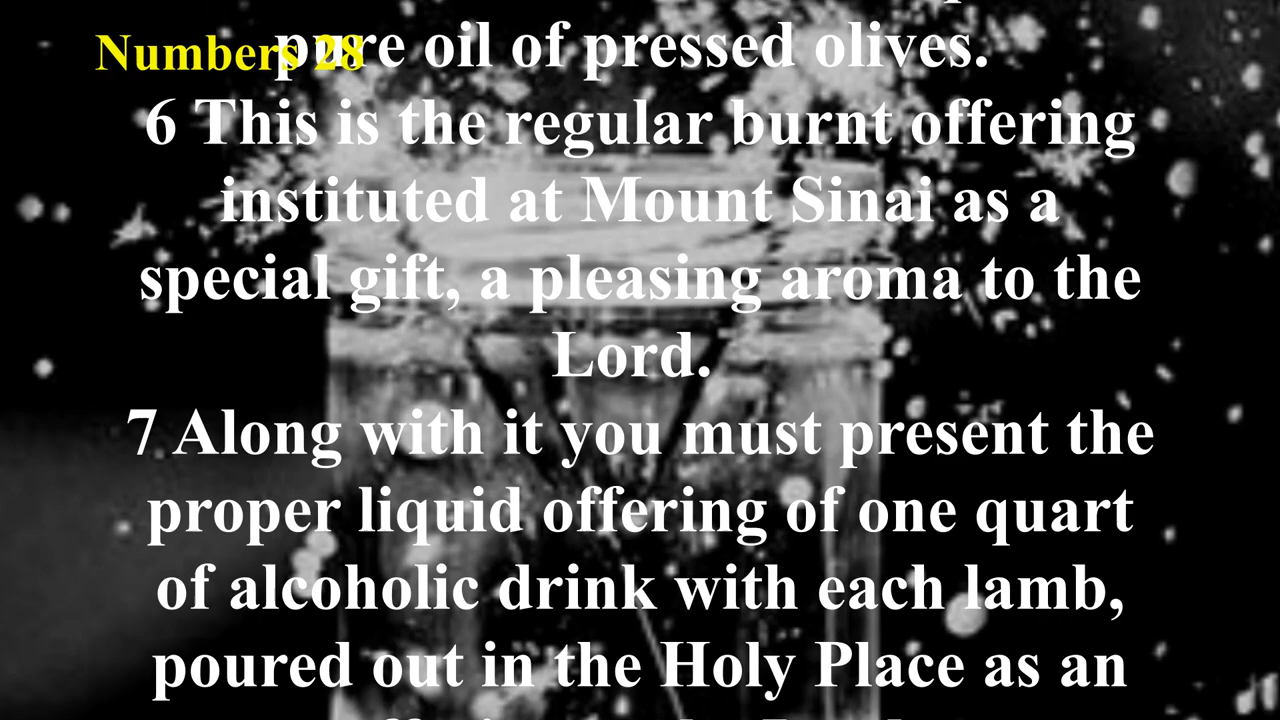 Numbers 28
pure oil of pressed olives.
6 This is the regular burnt offering
instituted at Mount Sinai as a
special gift, a pleasing aroma to the
Lord.
7 Along with it you must present the
proper liquid offering of one quart
of alcoholic drink with each lamb,
poured out in the Holy Place as an